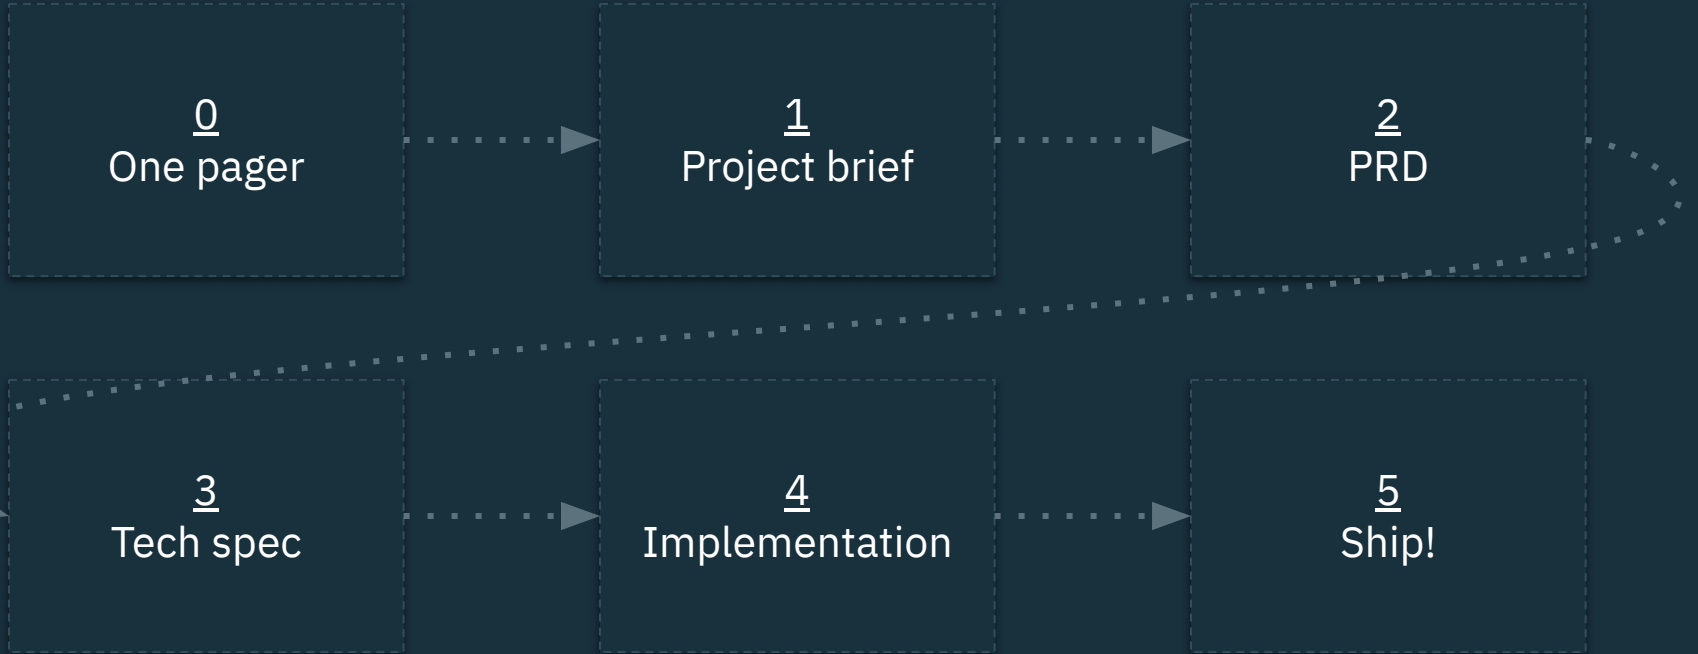 0
One pager
1
Project brief
2
PRD
3
Tech spec
4
Implementation
5
Ship!